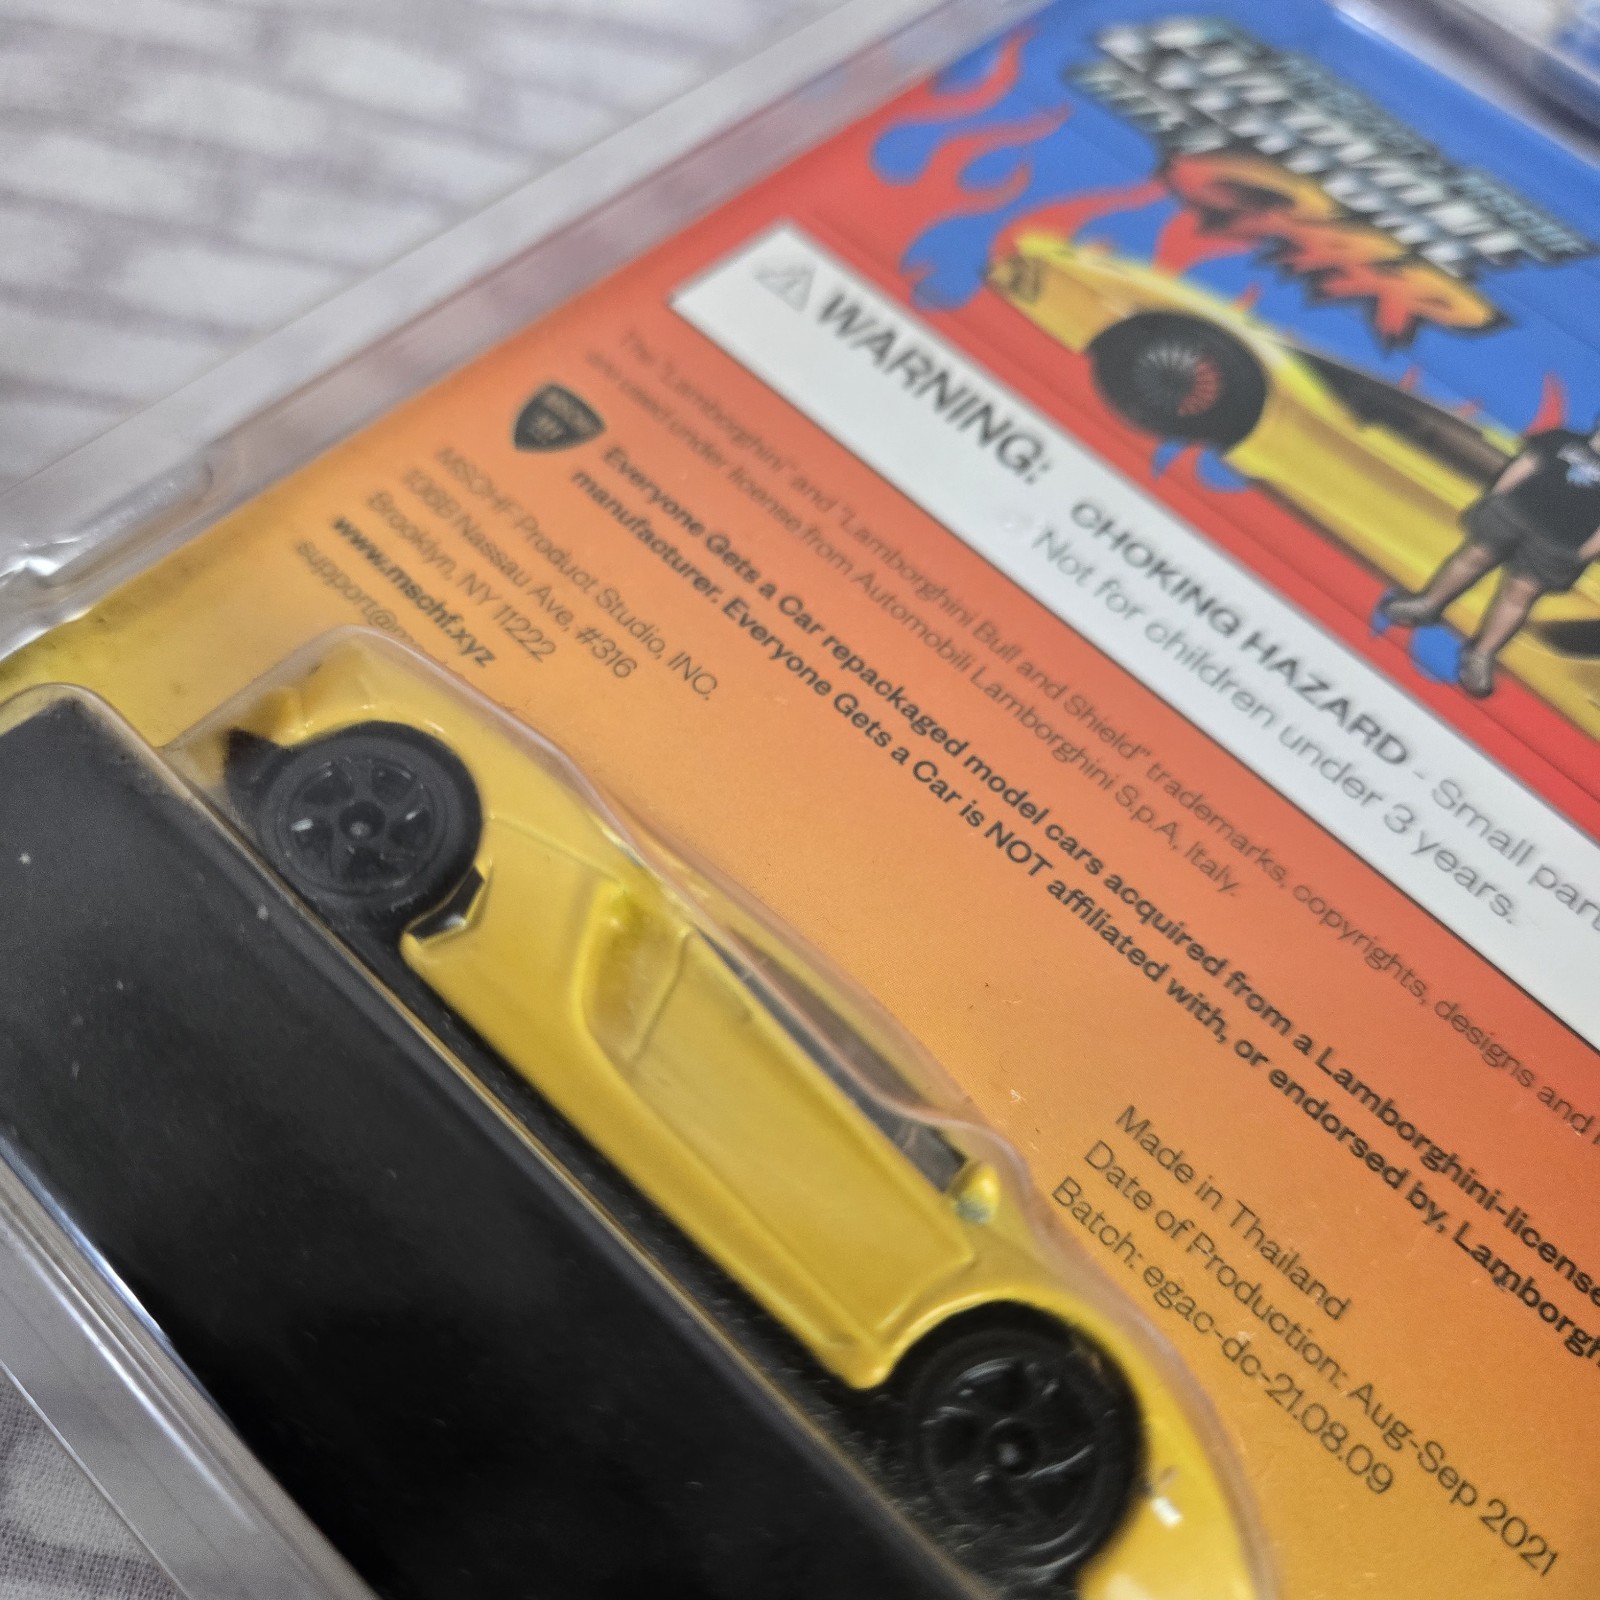 CAR
WARNING:
CHOKING HAZARD - Small part
Not for children under 3 years.
The "Lamborghini" and "Lamborghini Bull and Shield" trademarks, copyrights, designs and
are used under license from Automobili Lamborghini S.p.A, Italy.
MSCHF
Everyone Gets a Car repackaged model cars acquired from a Lamborghini-license
manufacturer. Everyone Gets a Car is NOT affiliated with, or endorsed by, Lamborgh
MSCHF Product Studio, INC.
1088 Nassau Ave, #316
Brooklyn, NY 11222
www.mschf.xyz
support@
Made in Thailand
Date of Production: Aug-Sep 2021
Batch: egac-dc-21.08.09